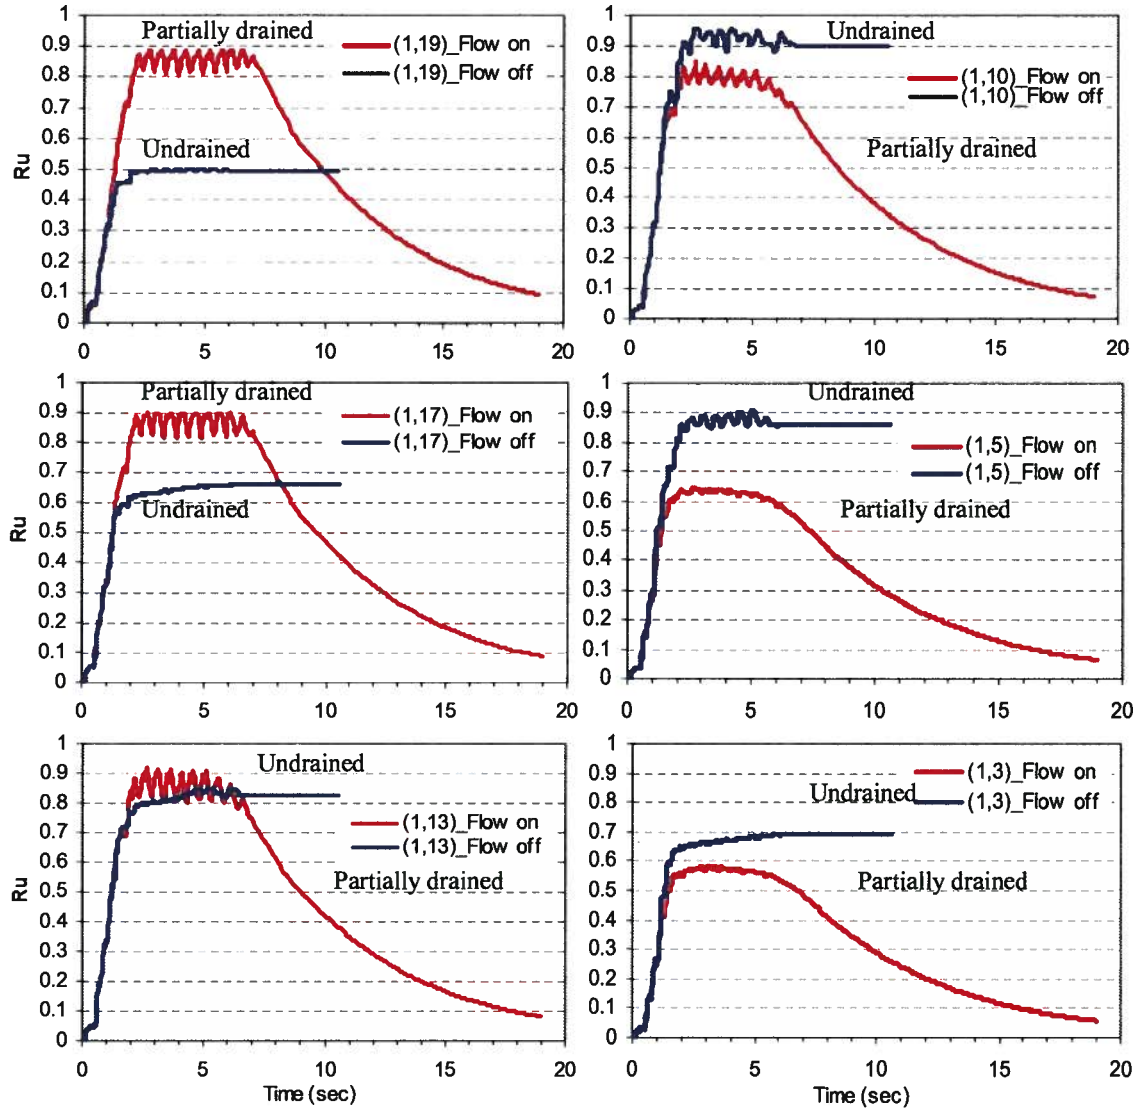 Partially drained
(1,19)_Flow on
(1,19)_Flow off
Undrained
Ru
1
0.9
0.8
0.7
0.6
0.5
0.4
0.3
0.2
0.1
0
0 5 10 15 20
Undrained
(1,10)_Flow on
(1,10)_Flow off
Partially drained
1
0.9
0.8
0.7
0.6
0.5
0.4
0.3
0.2
0.1
0
0 5 10 15 20
Partially drained
(1,17)_Flow on
(1,17)_Flow off
Undrained
Ru
1
0.9
0.8
0.7
0.6
0.5
0.4
0.3
0.2
0.1
0
0 5 10 15 20
Undrained
(1,5)_Flow on
(1,5)_Flow off
Partially drained
1
0.9
0.8
0.7
0.6
0.5
0.4
0.3
0.2
0.1
0
0 5 10 15 20
Undrained
(1,13)_Flow on
(1,13)_Flow off
Partially drained
Ru
1
0.9
0.8
0.7
0.6
0.5
0.4
0.3
0.2
0.1
0
0 5 10 15 20
Time (sec)
(1,3)_Flow on
Undrained
(1,3)_Flow off
Partially drained
1
0.9
0.8
0.7
0.6
0.5
0.4
0.3
0.2
0.1
0
0 5 10 15 20
Time (sec)